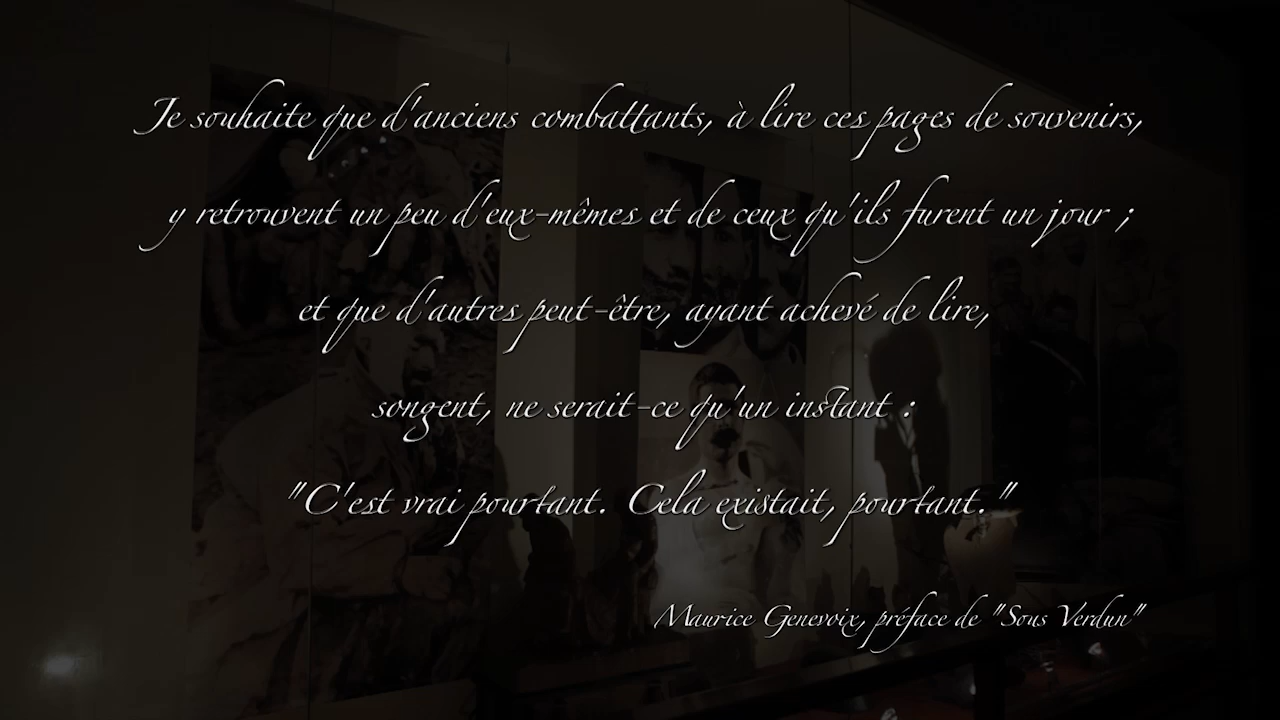 Je souhaite que d'anciens combattants, à lire ces pages de souvenirs,
y retrouvent un peu d'eux-mêmes et de ceux qu'ils furent un jour ;
et que d'autres peut-être, ayant achevé de lire,
songent, ne serait-ce qu'un instant :
"C'est vrai pourtant. Cela existait, pourtant."
Maurice Genevoix, préface de "Sous Verdun"